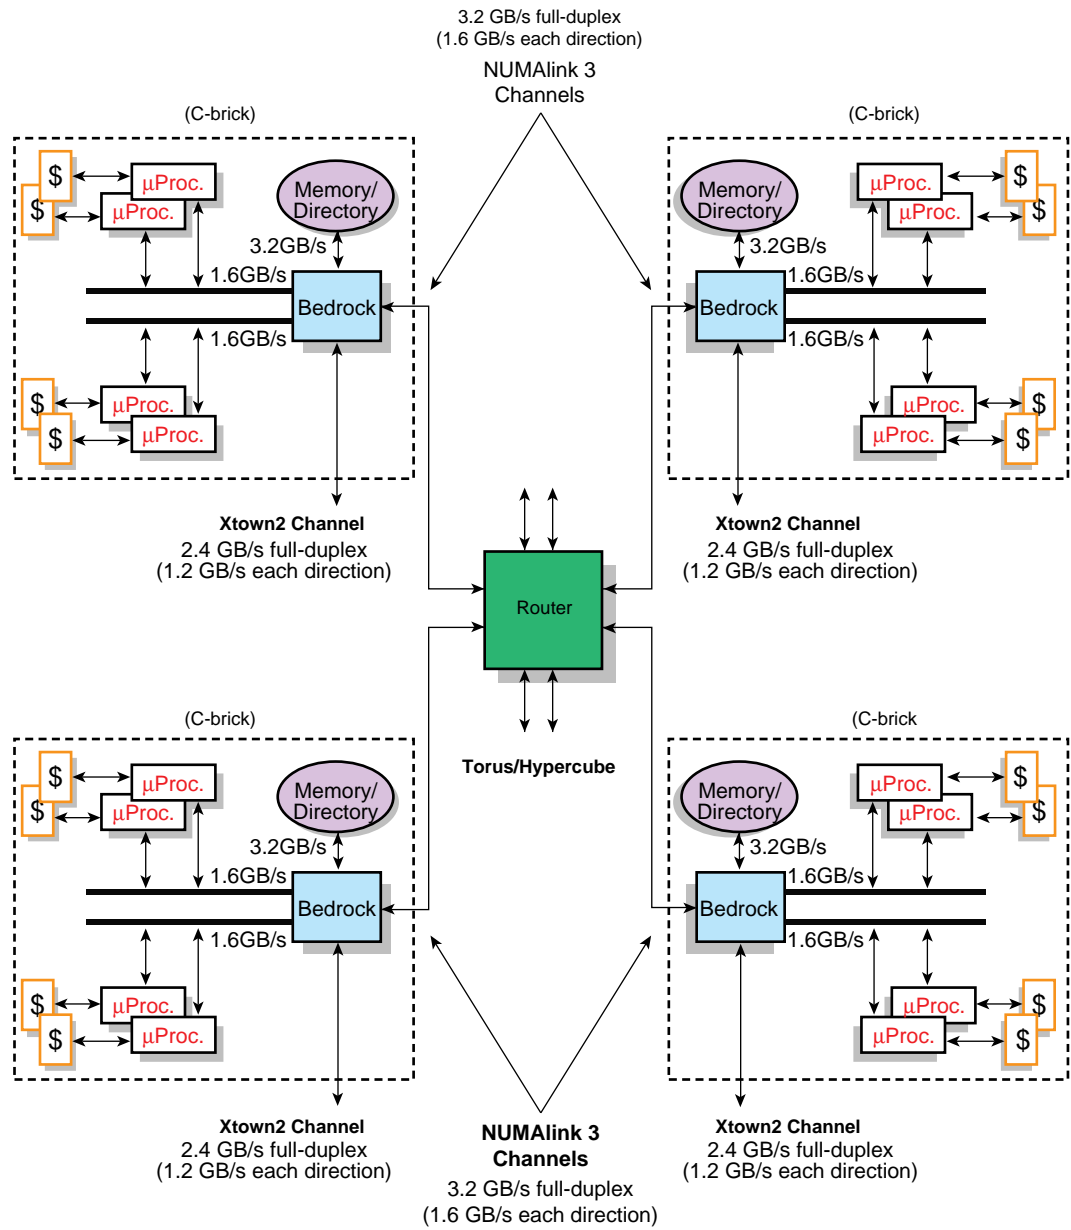 3.2 GB/s full-duplex
(1.6 GB/s each direction)
NUMAlink 3
Channels
(C-brick)
$
$
μProc.
μProc.
Memory/
Directory
3.2GB/s
1.6GB/s
Bedrock
1.6GB/s
$
$
μProc.
μProc.
Xtown2 Channel
2.4 GB/s full-duplex
(1.2 GB/s each direction)
(C-brick)
Memory/
Directory
μProc.
μProc.
$
$
3.2GB/s
1.6GB/s
Bedrock
1.6GB/s
μProc.
μProc.
$
$
Xtown2 Channel
2.4 GB/s full-duplex
(1.2 GB/s each direction)
Router
Torus/Hypercube
(C-brick)
$
$
μProc.
μProc.
Memory/
Directory
3.2GB/s
1.6GB/s
Bedrock
1.6GB/s
$
$
μProc.
μProc.
Xtown2 Channel
2.4 GB/s full-duplex
(1.2 GB/s each direction)
(C-brick
Memory/
Directory
μProc.
μProc.
$
$
3.2GB/s
1.6GB/s
Bedrock
1.6GB/s
μProc.
μProc.
$
$
Xtown2 Channel
2.4 GB/s full-duplex
(1.2 GB/s each direction)
NUMAlink 3
Channels
3.2 GB/s full-duplex
(1.6 GB/s each direction)